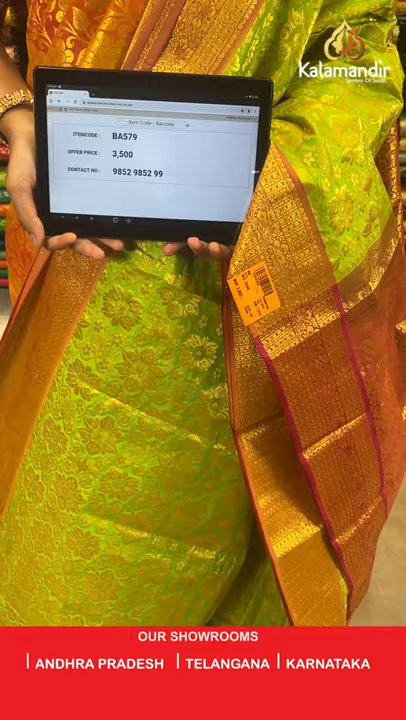 Kalamandir
Symbol Of South
Item Code / Barcode
ITEMCODE : BA579
OFFER PRICE : 3,500
CONTACT NO : 9852 9852 99
OUR SHOWROOMS
| ANDHRA PRADESH | TELANGANA | KARNATAKA